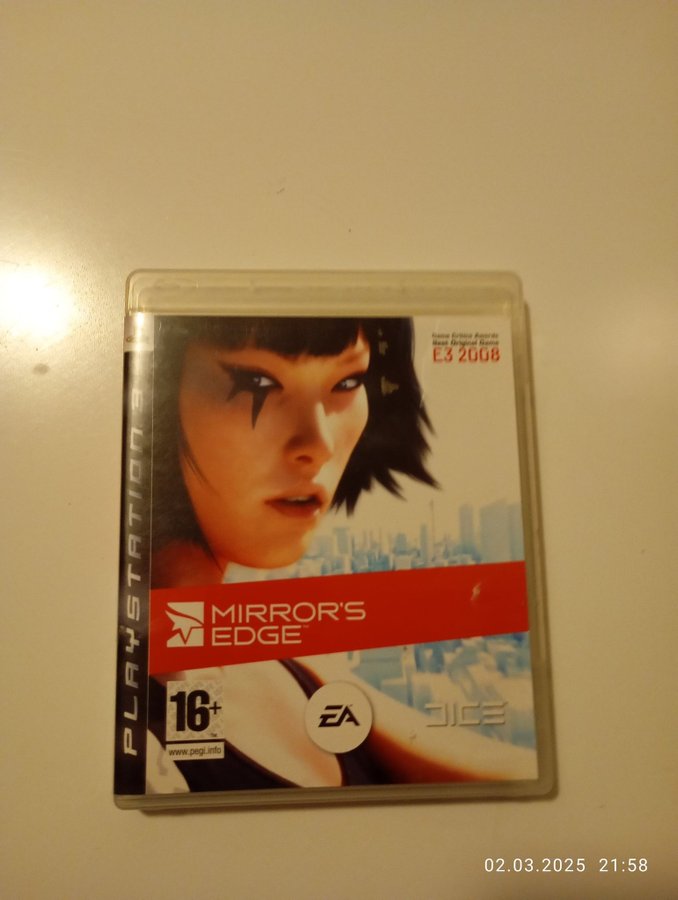 PLAYSTATION 3
Game Critics Awards
Best Original Game
E3 2008
MIRROR'S
EDGE™
16+
www.pegi.info
EA
DICE
02.03.2025 21:58